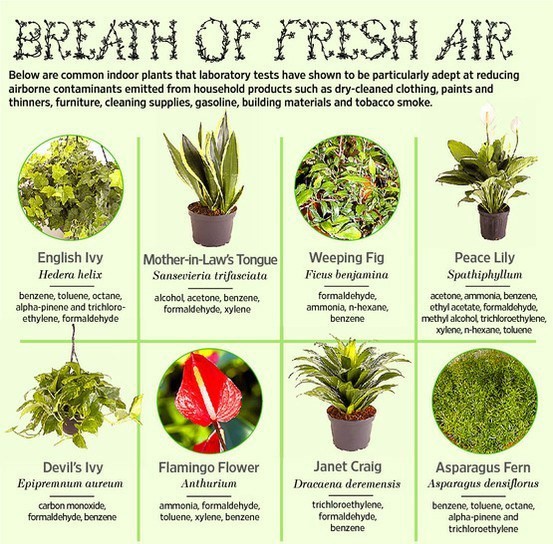 BREATH OF FRESH AIR
Below are common indoor plants that laboratory tests have shown to be particularly adept at reducing
airborne contaminants emitted from household products such as dry-cleaned clothing, paints and
thinners, furniture, cleaning supplies, gasoline, building materials and tobacco smoke.
English Ivy
Hedera helix
benzene, toluene, octane,
alpha-pinene and trichloro-
ethylene, formaldehyde
Mother-in-Law's Tongue
Sansevieria trifasciata
alcohol, acetone, benzene,
formaldehyde, xylene
Weeping Fig
Ficus benjamina
formaldehyde,
ammonia, n-hexane,
benzene
Peace Lily
Spathiphyllum
acetone, ammonia, benzene,
ethyl acetate, formaldehyde,
methyl alcohol, trichloroethylene,
xylene, n-hexane, toluene
Devil's Ivy
Epipremnum aureum
carbon monoxide,
formaldehyde, benzene
Flamingo Flower
Anthurium
ammonia, formaldehyde,
toluene, xylene, benzene
Janet Craig
Dracaena deremensis
trichloroethylene,
formaldehyde,
benzene
Asparagus Fern
Asparagus densiflorus
benzene, toluene, octane,
alpha-pinene and
trichloroethylene